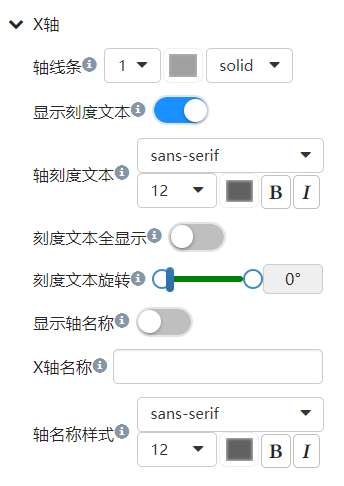 X轴
轴线条 1 solid
显示刻度文本
sans-serif
轴刻度文本
12 B I
刻度文本全显示
刻度文本旋转 0°
显示轴名称
X轴名称
sans-serif
轴名称样式
12 B I